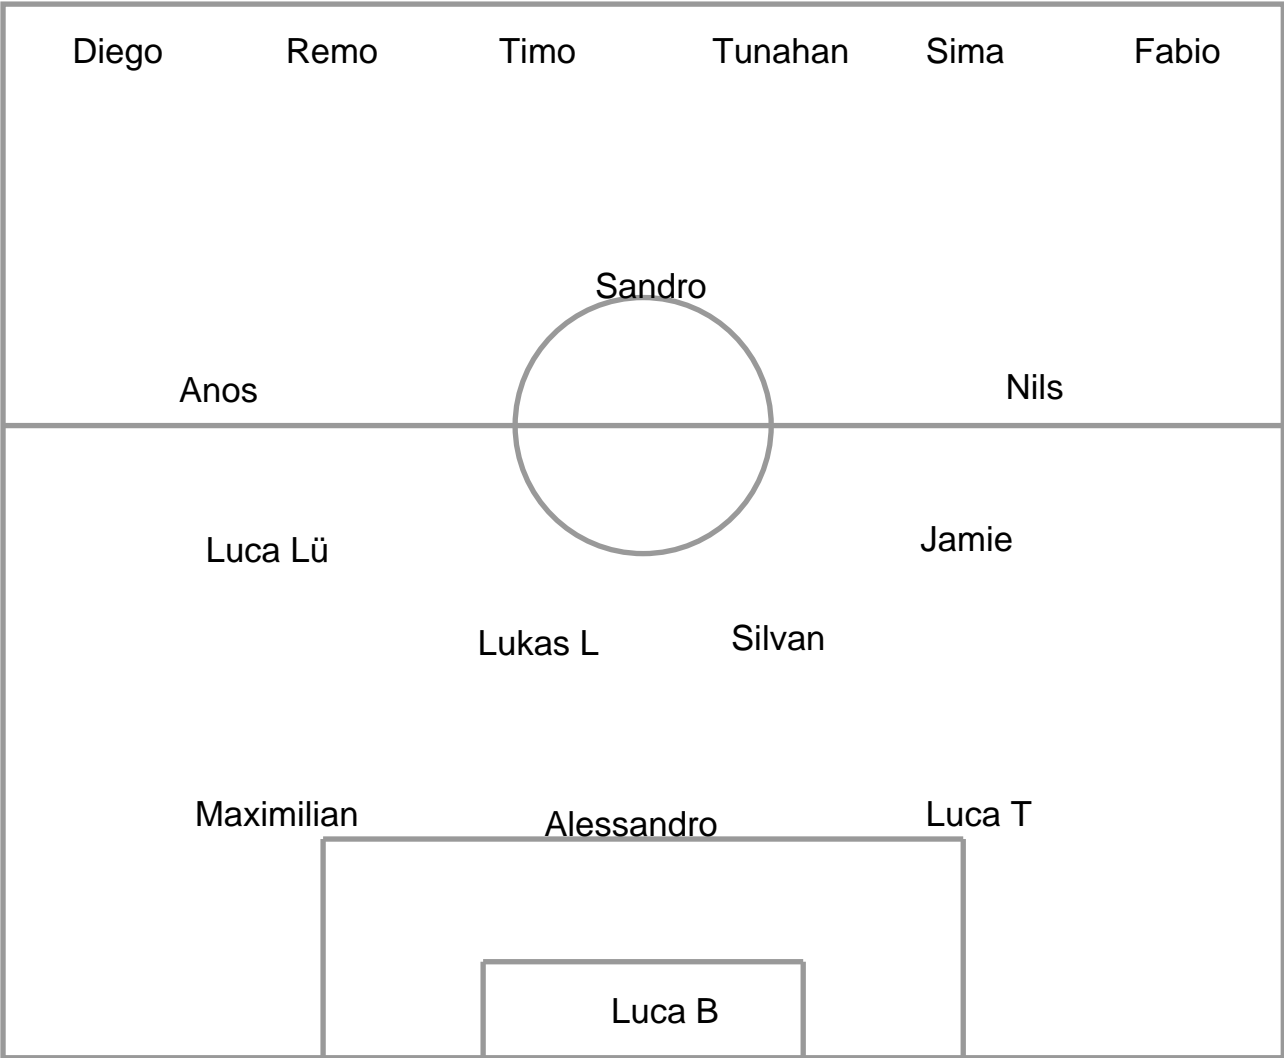 Diego Remo Timo Tunahan Sima Fabio
Sandro
Anos Nils
Luca Lü Jamie
Lukas L Silvan
Maximilian Alessandro Luca T
Luca B